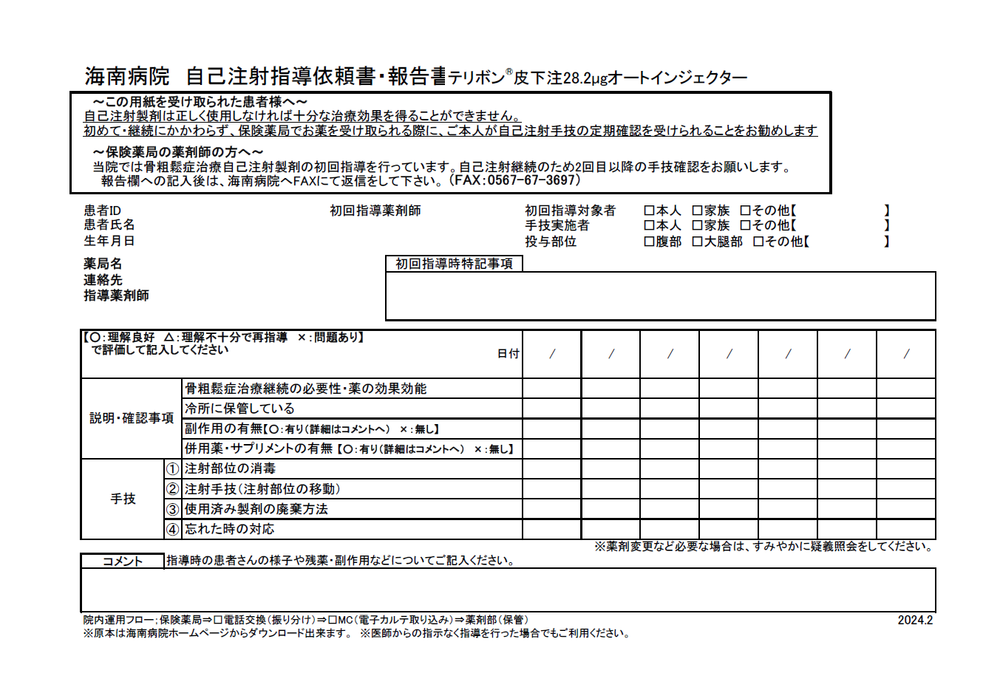 海南病院　自己注射指導依頼書・報告書テリボン®皮下注28.2μgオートインジェクター
～この用紙を受け取られた患者様へ～
自己注射製剤は正しく使用しなければ十分な治療効果を得ることができません。
初めて・継続にかかわらず、保険薬局でお薬を受け取られる際に、ご本人が自己注射手技の定期確認を受けられることをお勧めします
～保険薬局の薬剤師の方へ～
当院では骨粗鬆症治療自己注射製剤の初回指導を行っています。自己注射継続のため2回目以降の手技確認をお願いします。
報告欄への記入後は、海南病院へFAXにて返信をして下さい。（FAX：0567-67-3697）
患者ID　初回指導薬剤師　初回指導対象者　□本人　□家族　□その他【　】
患者氏名　手技実施者　□本人　□家族　□その他【　】
生年月日　投与部位　□腹部　□大腿部　□その他【　】
薬局名　初回指導時特記事項
連絡先
指導薬剤師
【○：理解良好　△：理解不十分で再指導　×：問題あり】
で評価して記入してください
日付　/　/　/　/　/　/　/
説明・確認事項
骨粗鬆症治療継続の必要性・薬の効果効能
冷所に保管している
副作用の有無【○：有り（詳細はコメントへ）　×：無し】
併用薬・サプリメントの有無【○：有り（詳細はコメントへ）　×：無し】
手技
① 注射部位の消毒
② 注射手技（注射部位の移動）
③ 使用済み製剤の廃棄方法
④ 忘れた時の対応
※薬剤変更など必要な場合は、すみやかに疑義照会をしてください。
コメント　指導時の患者さんの様子や残薬・副作用などについてご記入ください。
院内運用フロー；保険薬局⇒□電話交換（振り分け）⇒□MC（電子カルテ取り込み）⇒薬剤部（保管）　2024.2
※原本は海南病院ホームページからダウンロード出来ます。　※医師からの指示なく指導を行った場合でもご利用ください。